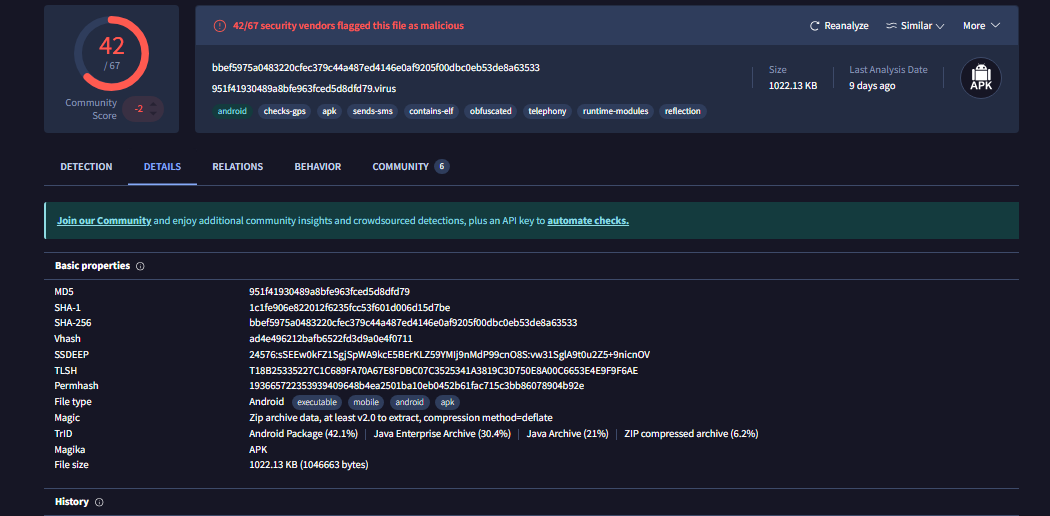 42
/ 67
Community Score
-2
42/67 security vendors flagged this file as malicious
Reanalyze
Similar
More
bbef5975a0483220cfec379c44a487ed4146e0af9205f00dbc0eb53de8a63533
951f41930489a8bfe963fced5d8dfd79.virus
Size
1022.13 KB
Last Analysis Date
9 days ago
APK
android checks-gps apk sends-sms contains-elf obfuscated telephony runtime-modules reflection
DETECTION DETAILS RELATIONS BEHAVIOR COMMUNITY 6
Join our Community and enjoy additional community insights and crowdsourced detections, plus an API key to automate checks.
Basic properties
MD5 951f41930489a8bfe963fced5d8dfd79
SHA-1 1c1fe906e822012f6235fcc53f601d006d15d7be
SHA-256 bbef5975a0483220cfec379c44a487ed4146e0af9205f00dbc0eb53de8a63533
Vhash ad4e496212bafb6522fd3d9a0e4f0711
SSDEEP 24576:sSEEw0kFZ1SgjSpWA9kcE5BErKLZ59YMIj9nMdP99cnO8S:vw31SglA9t0u2Z5+9nicnOV
TLSH T18B25335227C1C689FA70A67E8FDBC07C3525341A3819C3D750E8A00C6653E4E9F9F6AE
Permhash 193665722353939409648b4ea2501ba10eb0452b61fac715c3bb86078904b92e
File type Android executable mobile android apk
Magic Zip archive data, at least v2.0 to extract, compression method=deflate
TrID Android Package (42.1%) | Java Enterprise Archive (30.4%) | Java Archive (21%) | ZIP compressed archive (6.2%)
Magika APK
File size 1022.13 KB (1046663 bytes)
History